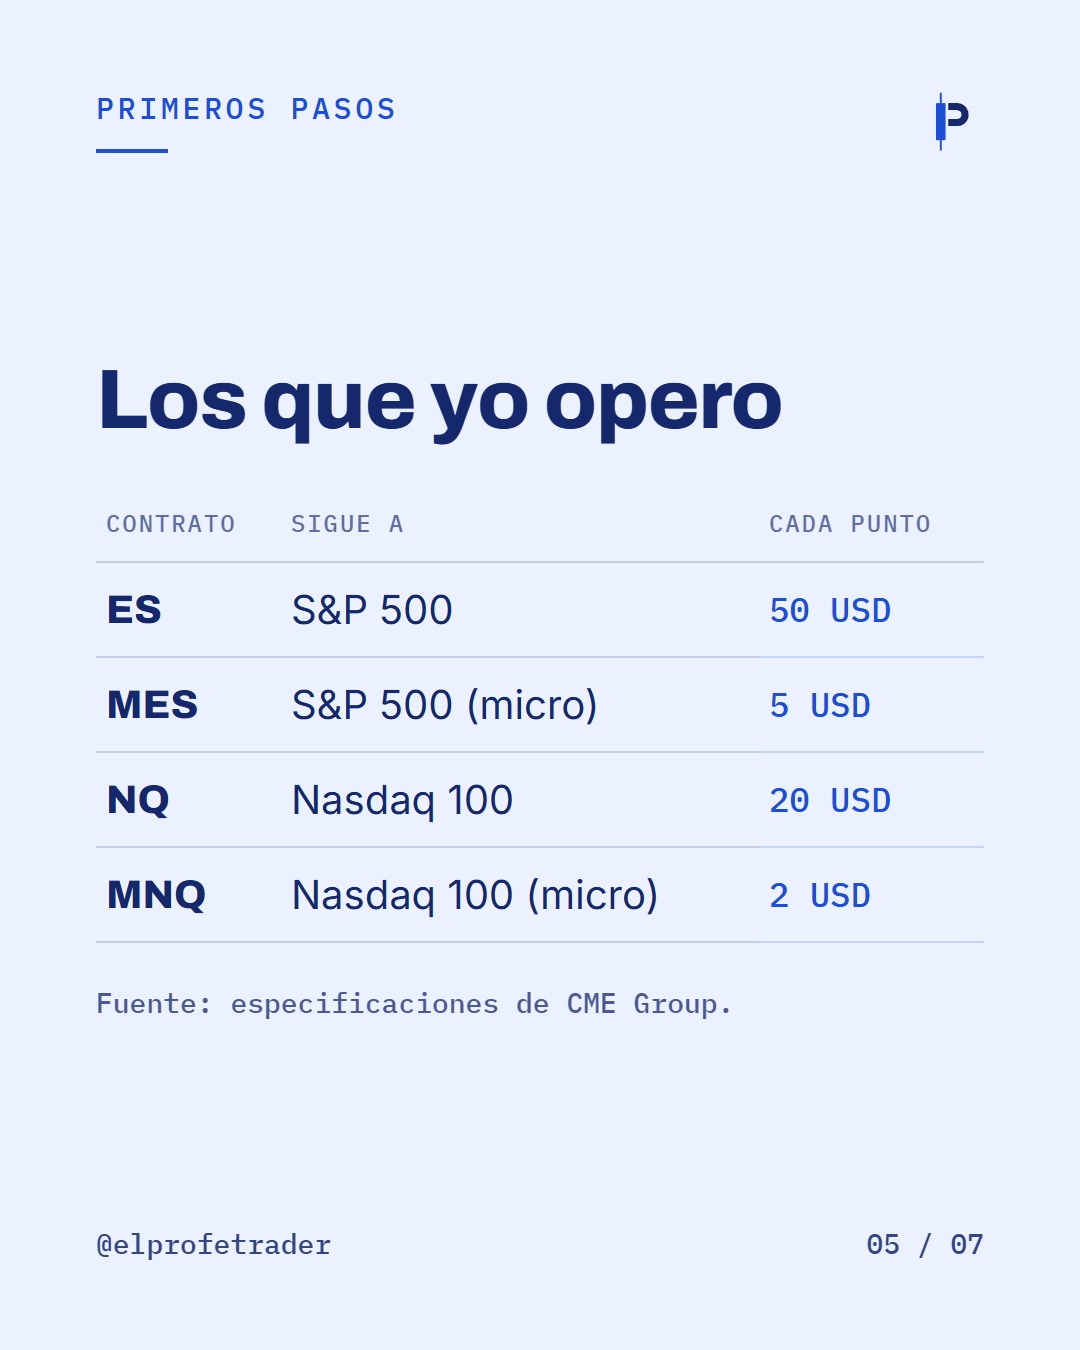 PRIMEROS PASOS
Los que yo opero
CONTRATO SIGUE A CADA PUNTO
ES S&P 500 50 USD
MES S&P 500 (micro) 5 USD
NQ Nasdaq 100 20 USD
MNQ Nasdaq 100 (micro) 2 USD
Fuente: especificaciones de CME Group.
@elprofetrader 05 / 07